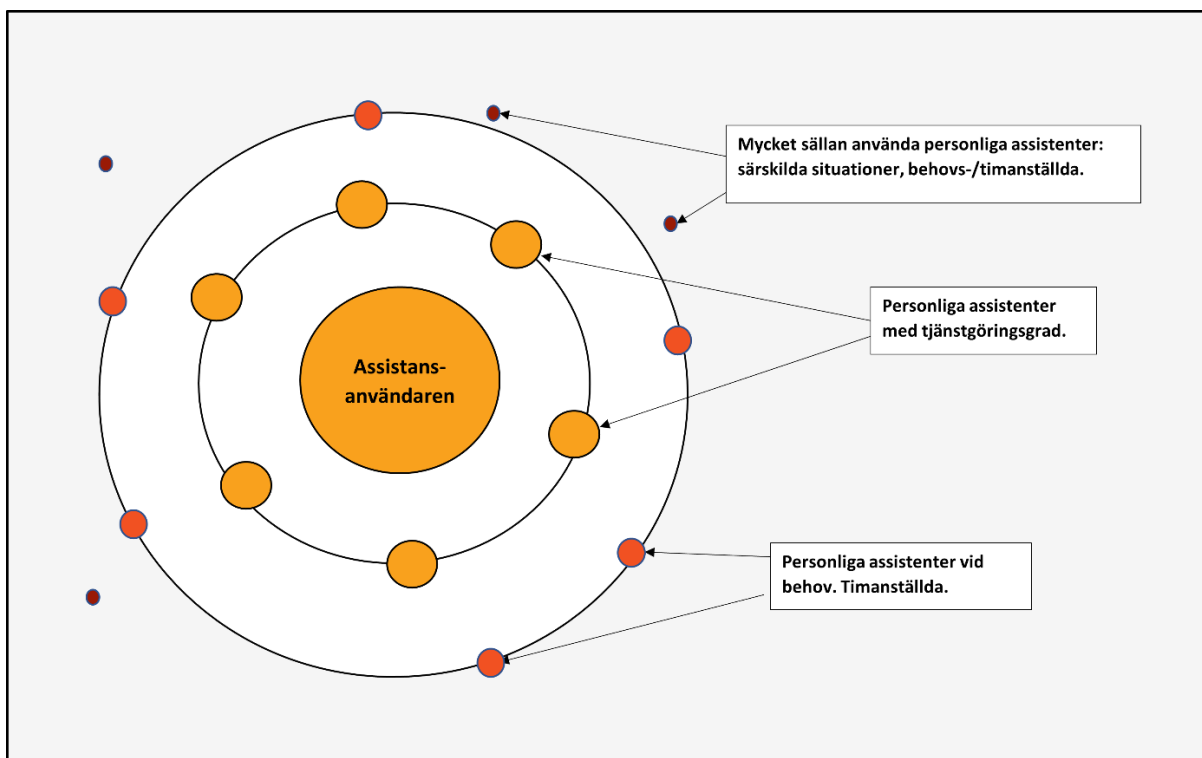 Mycket sällan använda personliga assistenter:
särskilda situationer, behovs-/timanställda.
Personliga assistenter
med tjänstgöringsgrad.
Assistans-
användaren
Personliga assistenter vid
behov. Timanställda.